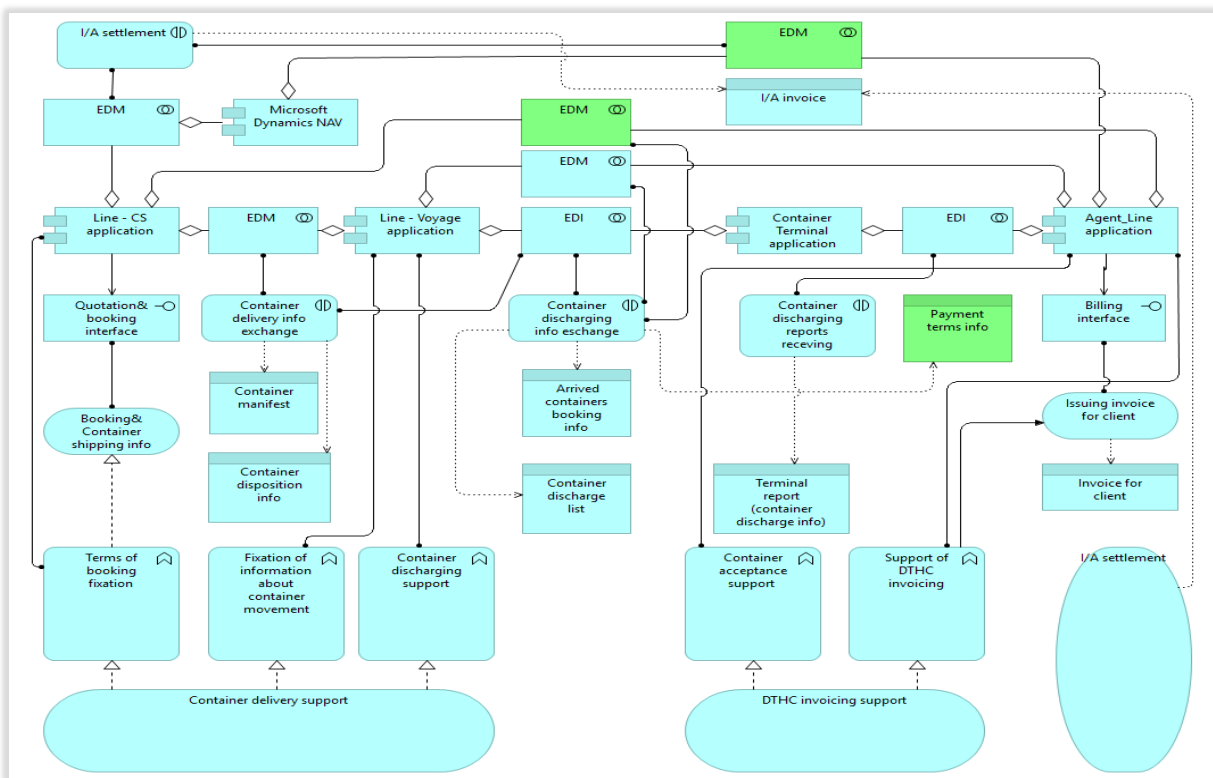 I/A settlement
EDM
EDM
Microsoft
Dynamics NAV
I/A invoice
EDM
EDM
Line - CS
application
EDM
Line - Voyage
application
EDI
Container
Terminal
application
EDI
Agent_Line
application
Quotation&
booking
interface
Container
delivery info
exchange
Container
discharging
info eschange
Container
discharging
reports
receving
Payment
terms info
Billing
interface
Container
manifest
Arrived
containers
booking
info
Booking&
Container
shipping info
Issuing invoice
for client
Container
disposition
info
Container
discharge
list
Terminal
report
(container
discharge info)
Invoice for
client
Terms of
booking
fixation
Fixation of
information
about
container
movement
Container
discharging
support
Container
acceptance
support
Support of
DTHC
invoicing
I/A settlement
Container delivery support
DTHC invoicing support